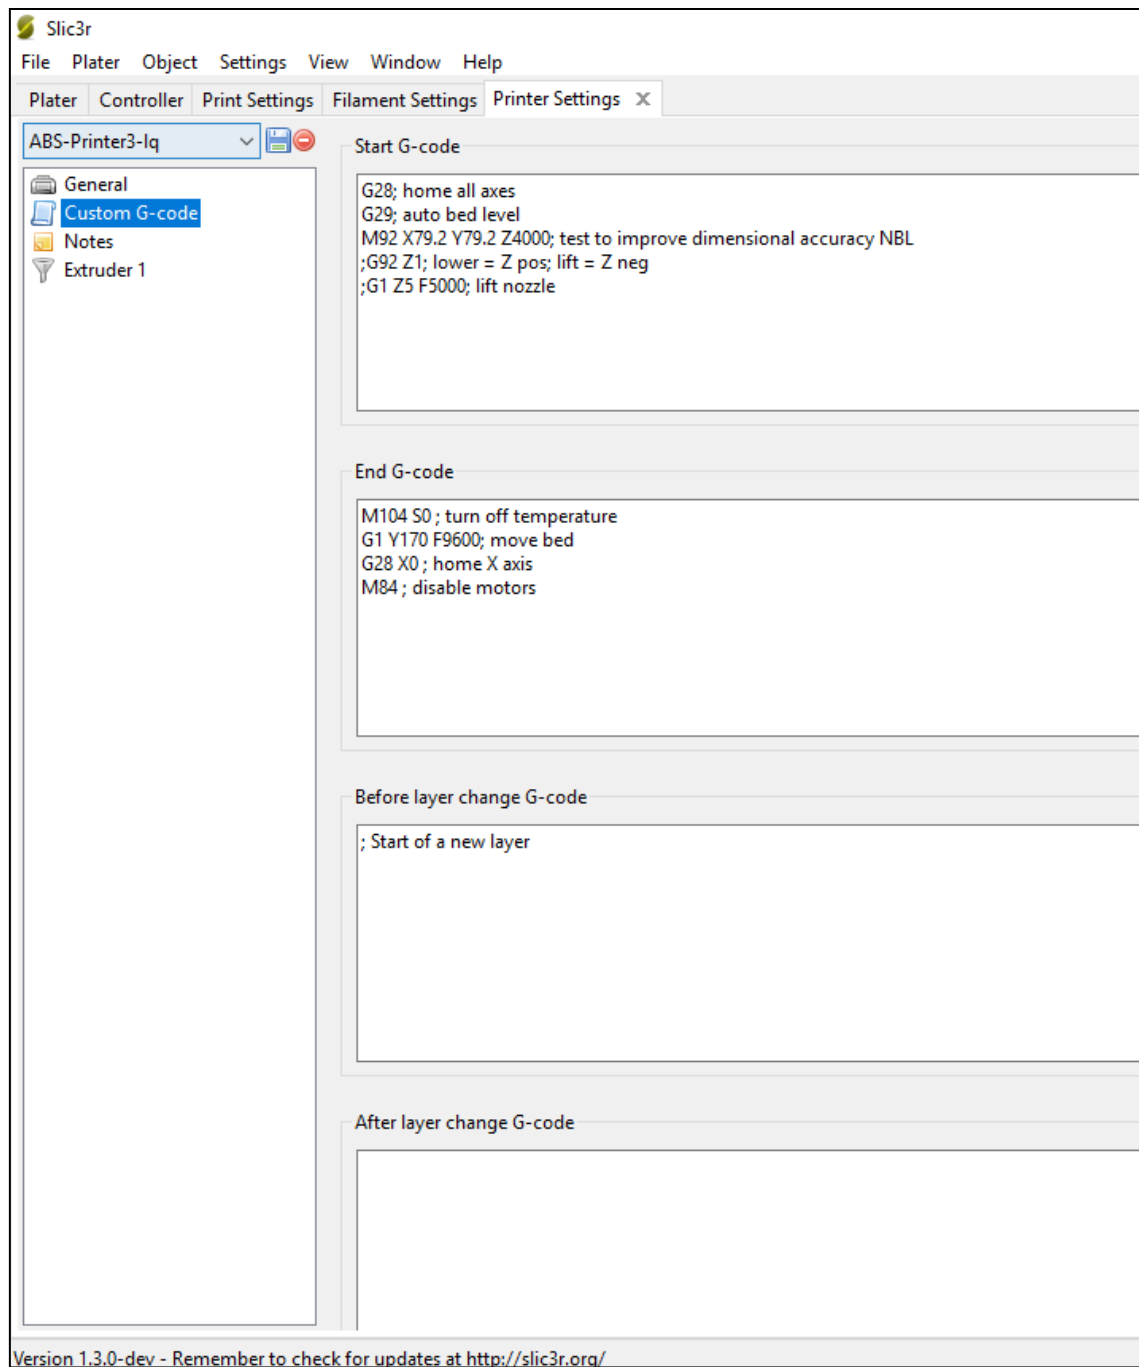 Slic3r
File Plater Object Settings View Window Help
Plater Controller Print Settings Filament Settings Printer Settings X
ABS-Printer3-Iq
General
Custom G-code
Notes
Extruder 1
Start G-code
G28; home all axes
G29; auto bed level
M92 X79.2 Y79.2 Z4000; test to improve dimensional accuracy NBL
;G92 Z1; lower = Z pos; lift = Z neg
;G1 Z5 F5000; lift nozzle
End G-code
M104 S0 ; turn off temperature
G1 Y170 F9600; move bed
G28 X0 ; home X axis
M84 ; disable motors
Before layer change G-code
; Start of a new layer
After layer change G-code
Version 1.3.0-dev - Remember to check for updates at http://slic3r.org/